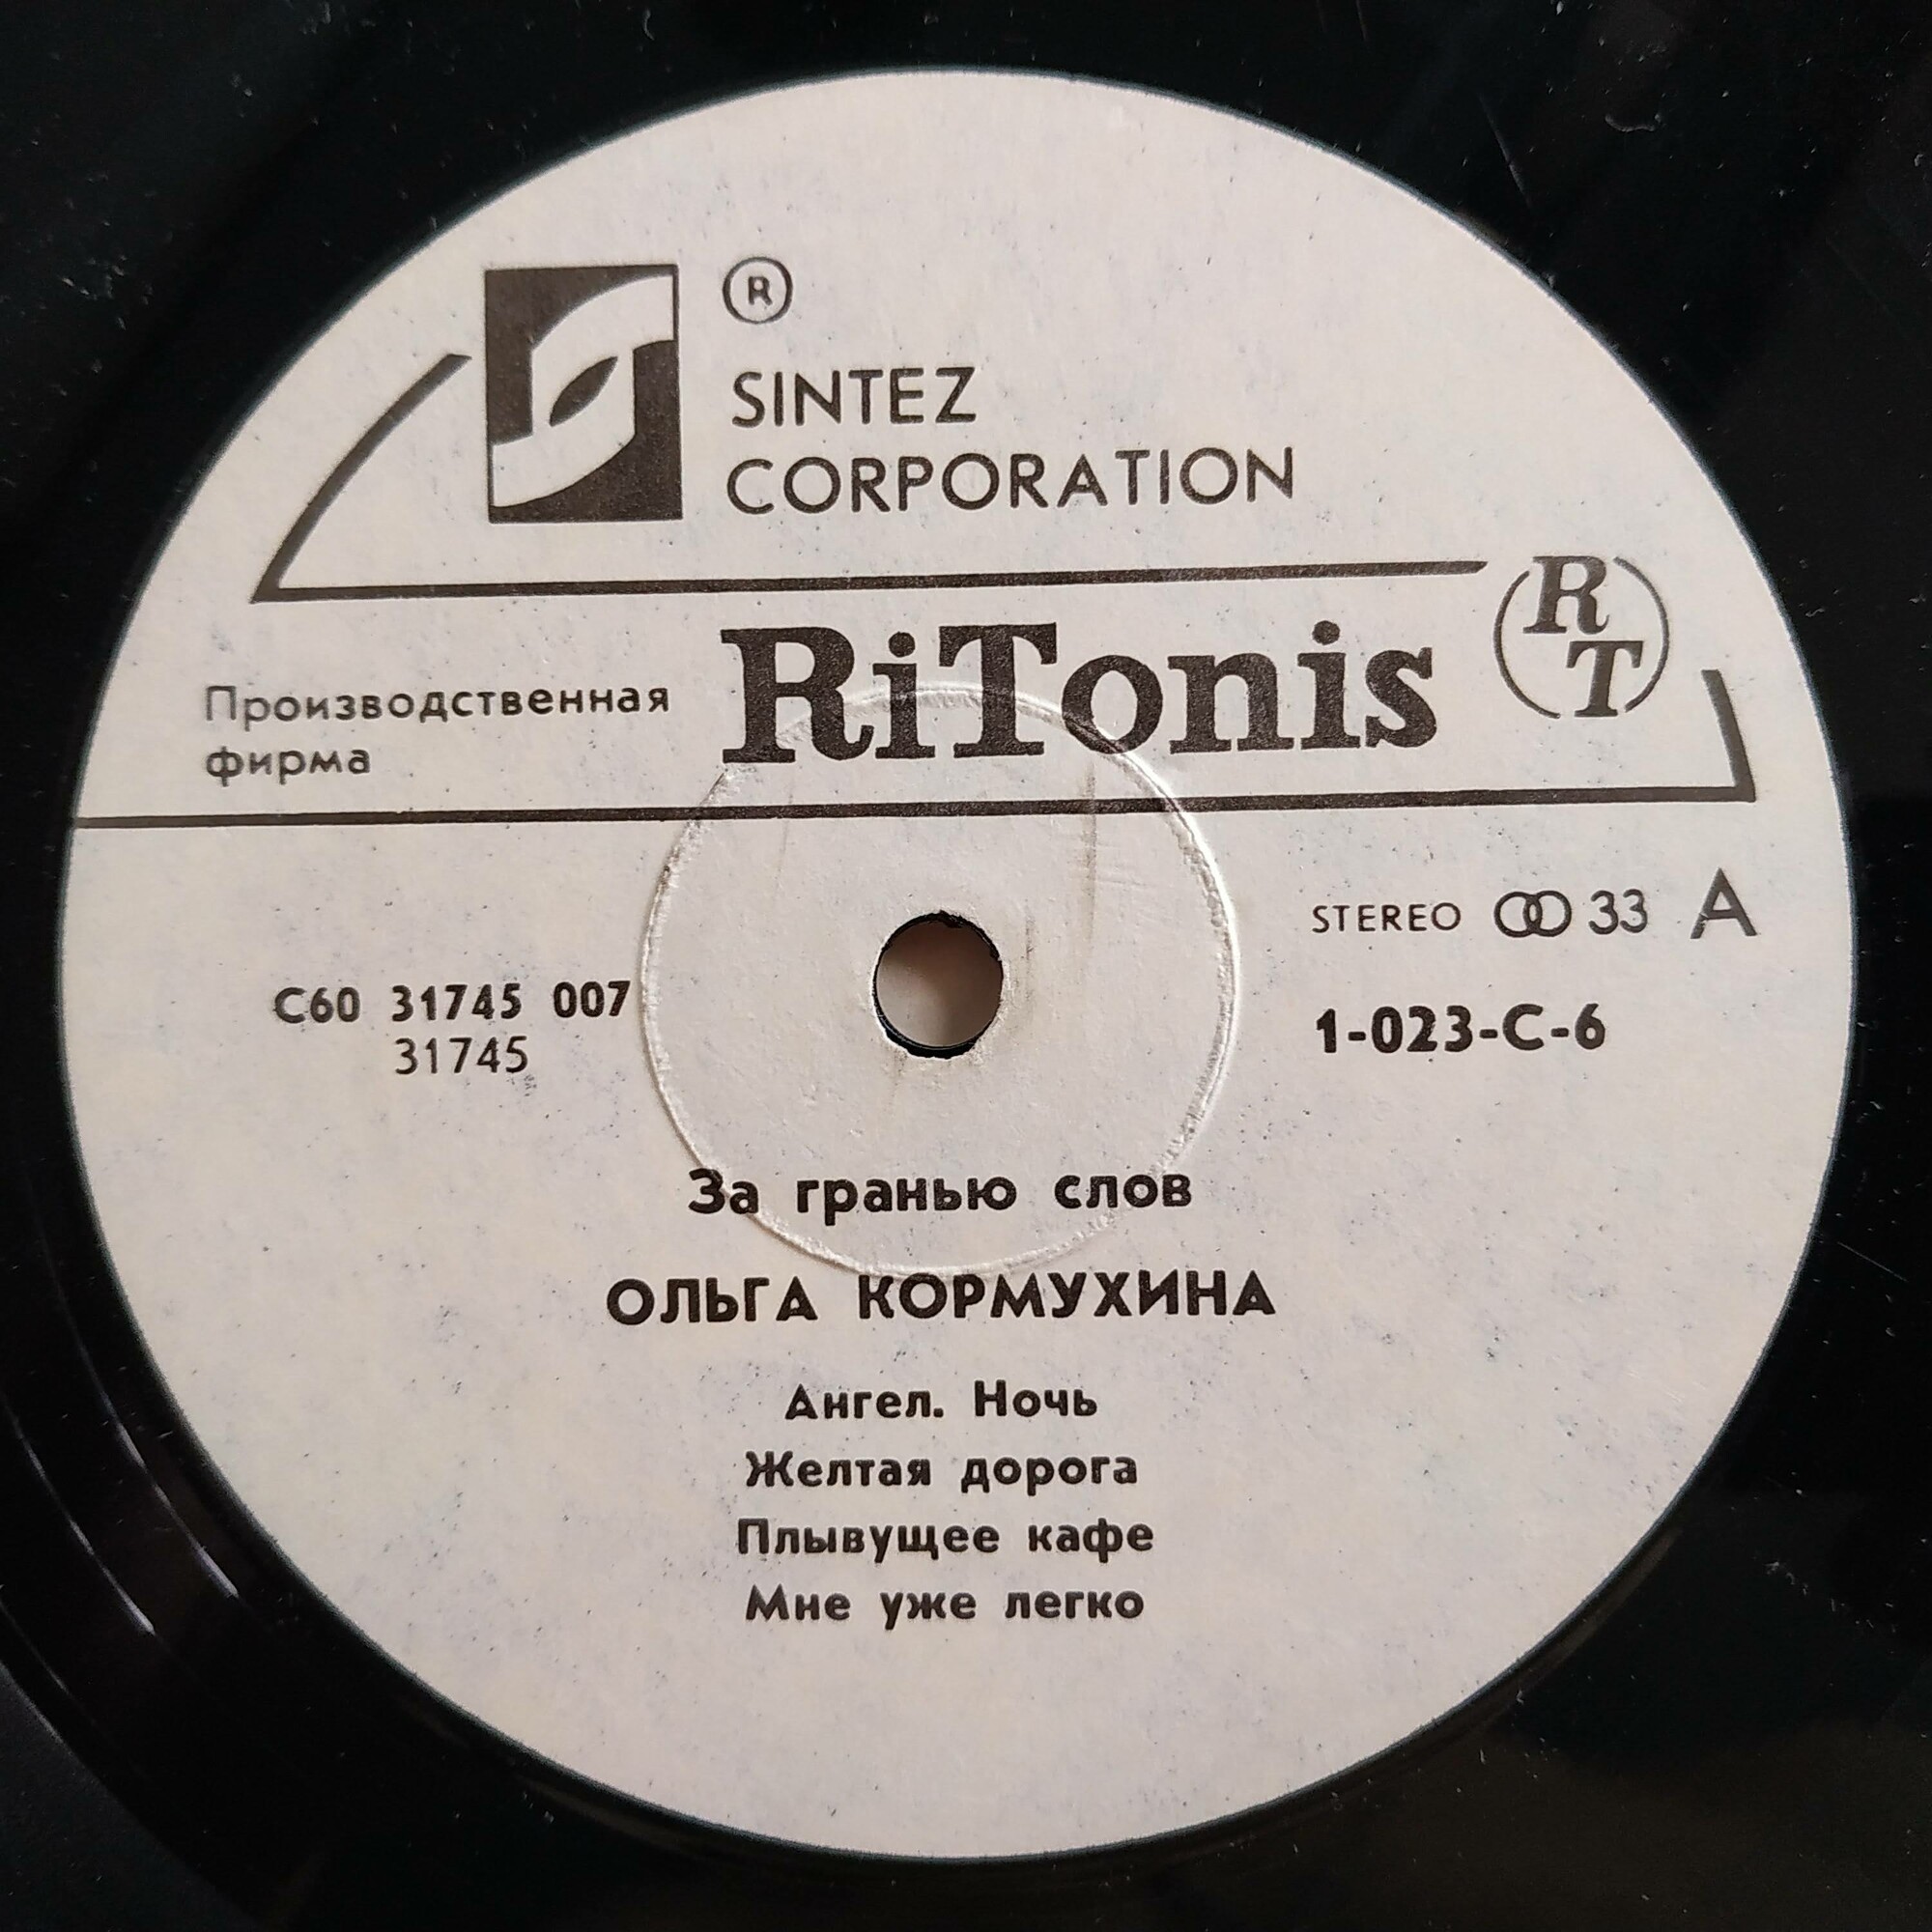 ®
SINTEZ
CORPORATION
Производственная
фирма
RiTonis
RT
STEREO 33 A
С60 31745 007
31745
1-023-С-6
За гранью слов
ОЛЬГА КОРМУХИНА
Ангел. Ночь
Желтая дорога
Плывущее кафе
Мне уже легко